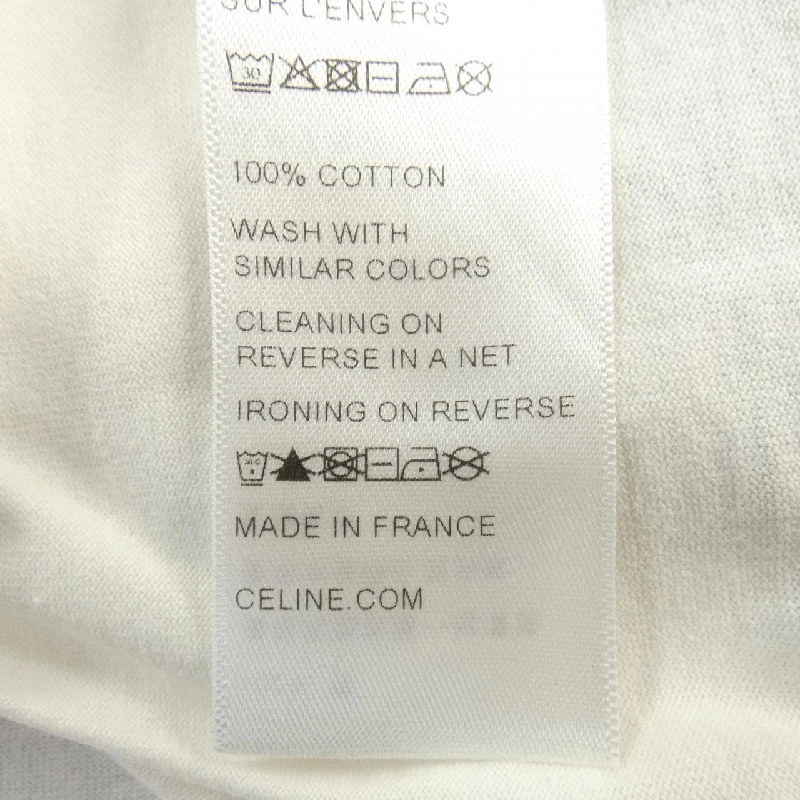 SUR L'ENVERS
30
100% COTTON
WASH WITH
SIMILAR COLORS
CLEANING ON
REVERSE IN A NET
IRONING ON REVERSE
MADE IN FRANCE
CELINE.COM